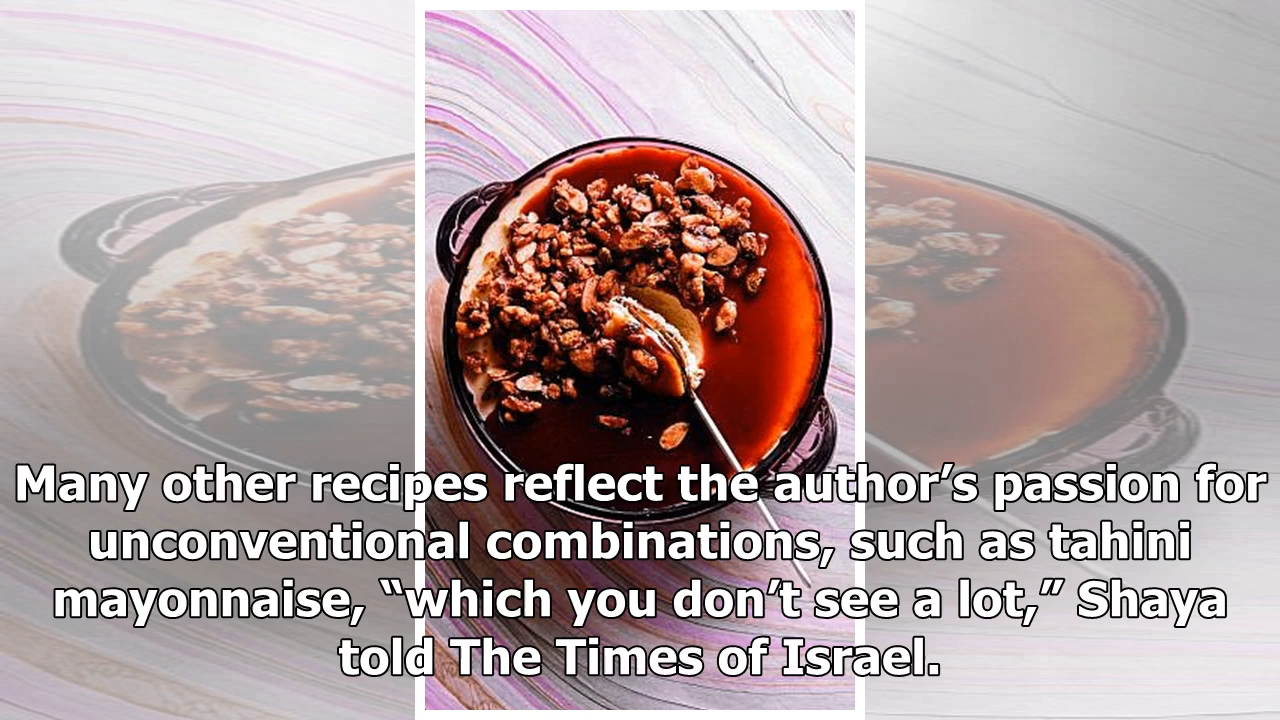 Many other recipes reflect the author’s passion for
unconventional combinations, such as tahini
mayonnaise, “which you don’t see a lot,” Shaya
told The Times of Israel.